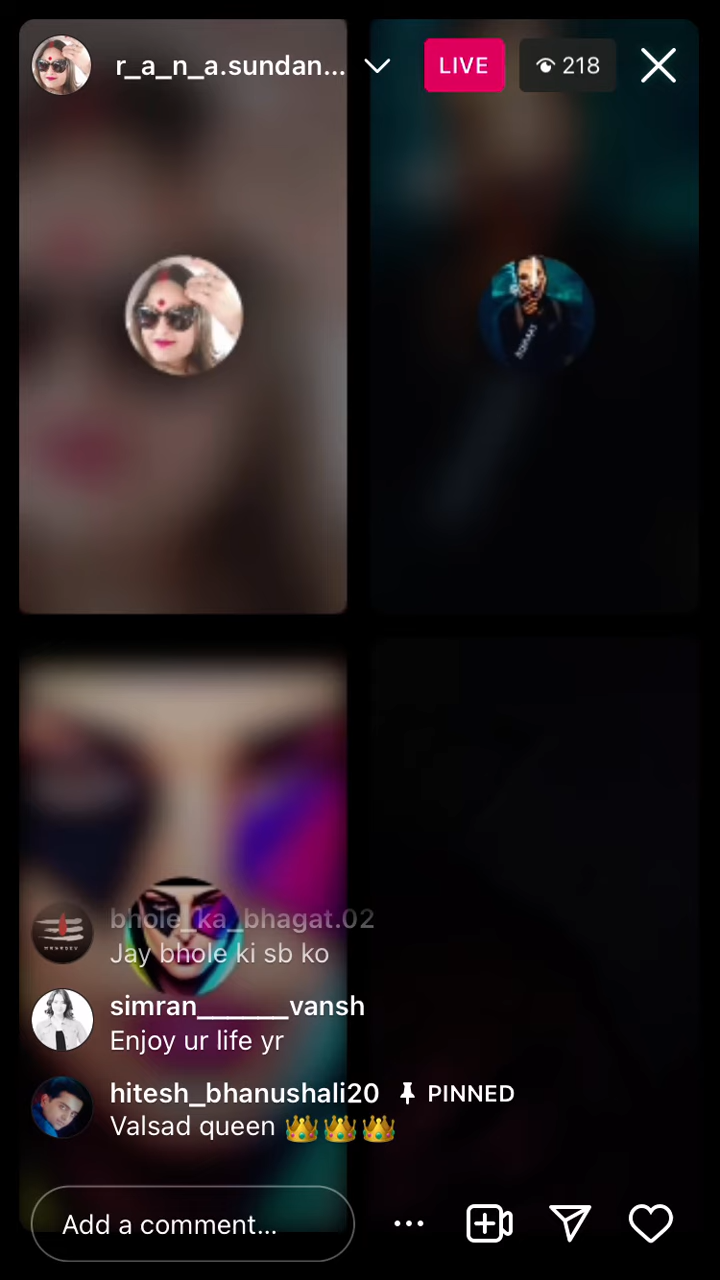 r_a_n_a.sundan...
LIVE
218
bhole_ka_bhagat.02
Jay bhole ki sb ko
simran______vansh
Enjoy ur life yr
hitesh_bhanushali20 PINNED
Valsad queen 👑👑👑
Add a comment...